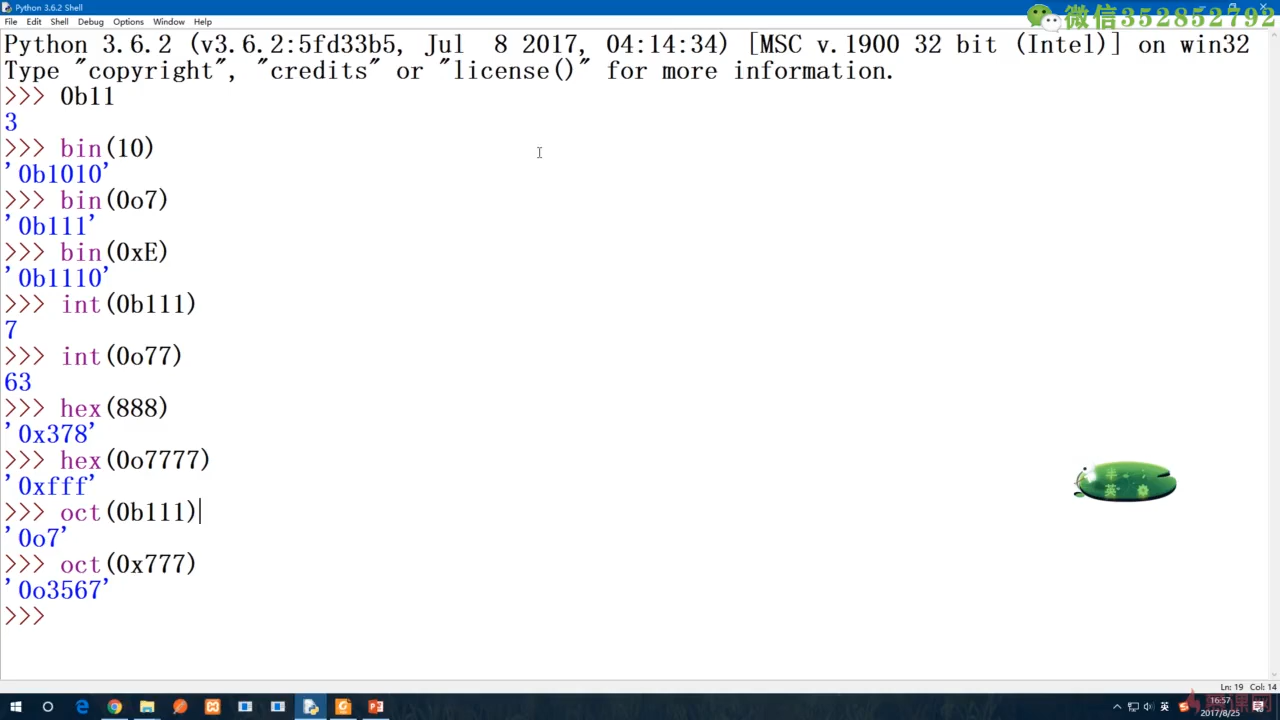 Python 3.6.2 Shell
File Edit Shell Debug Options Window Help
微信352852792
Python 3.6.2 (v3.6.2:5fd33b5, Jul  8 2017, 04:14:34) [MSC v.1900 32 bit (Intel)] on win32
Type "copyright", "credits" or "license()" for more information.
>>> 0b11
3
>>> bin(10)
'0b1010'
>>> bin(0o7)
'0b111'
>>> bin(0xE)
'0b1110'
>>> int(0b111)
7
>>> int(0o77)
63
>>> hex(888)
'0x378'
>>> hex(0o7777)
'0xfff'
>>> oct(0b111)
'0o7'
>>> oct(0x777)
'0o3567'
>>>
英
Ln: 19 Col: 14
英
16:57
2017/8/25